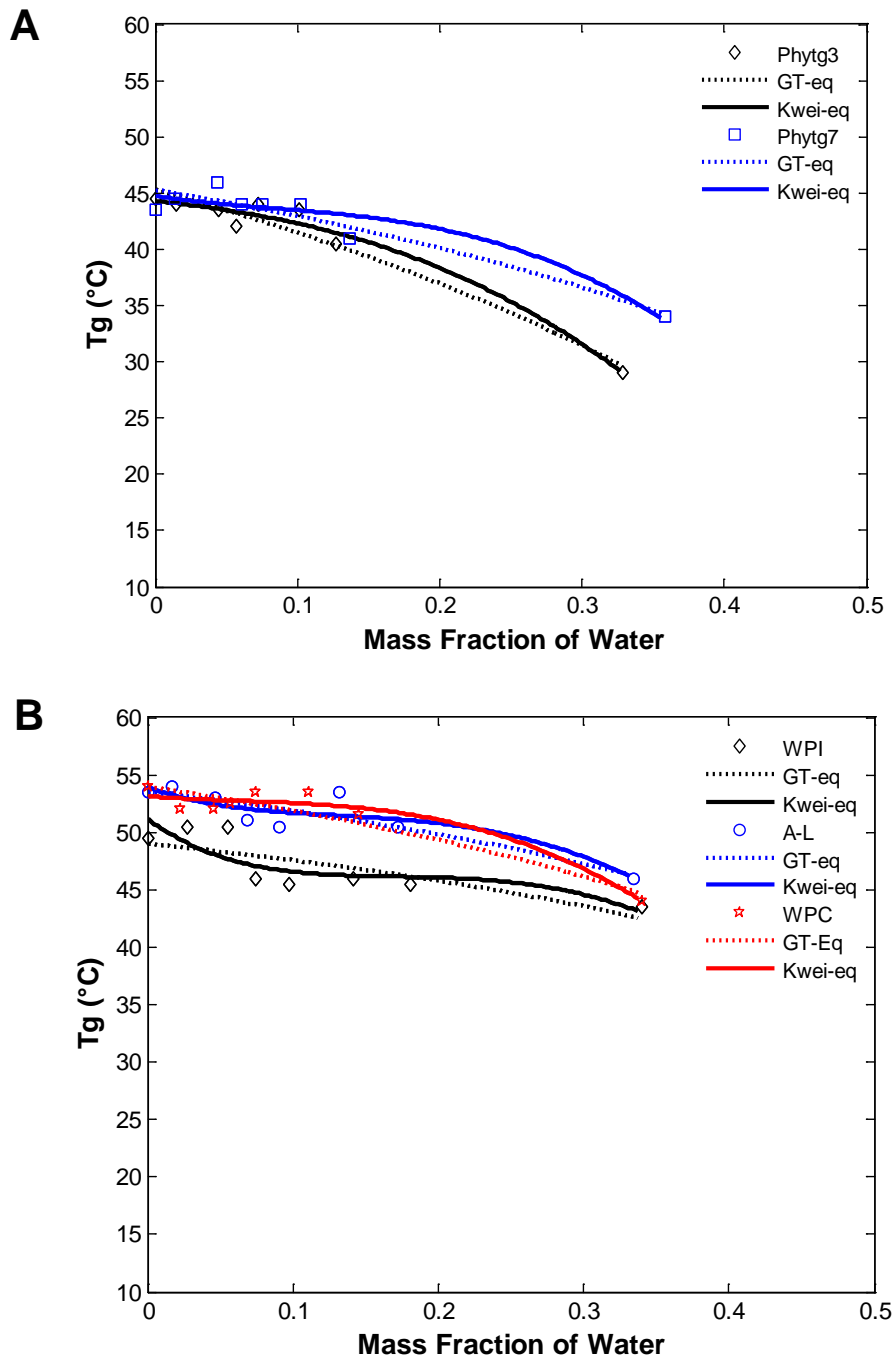 A
60
55
50
45
40
35
30
25
20
15
10
Tg (°C)
Phytg3
GT-eq
Kwei-eq
Phytg7
GT-eq
Kwei-eq
0 0.1 0.2 0.3 0.4 0.5
Mass Fraction of Water
B
60
55
50
45
40
35
30
25
20
15
10
Tg (°C)
WPI
GT-eq
Kwei-eq
A-L
GT-eq
Kwei-eq
WPC
GT-Eq
Kwei-eq
0 0.1 0.2 0.3 0.4 0.5
Mass Fraction of Water